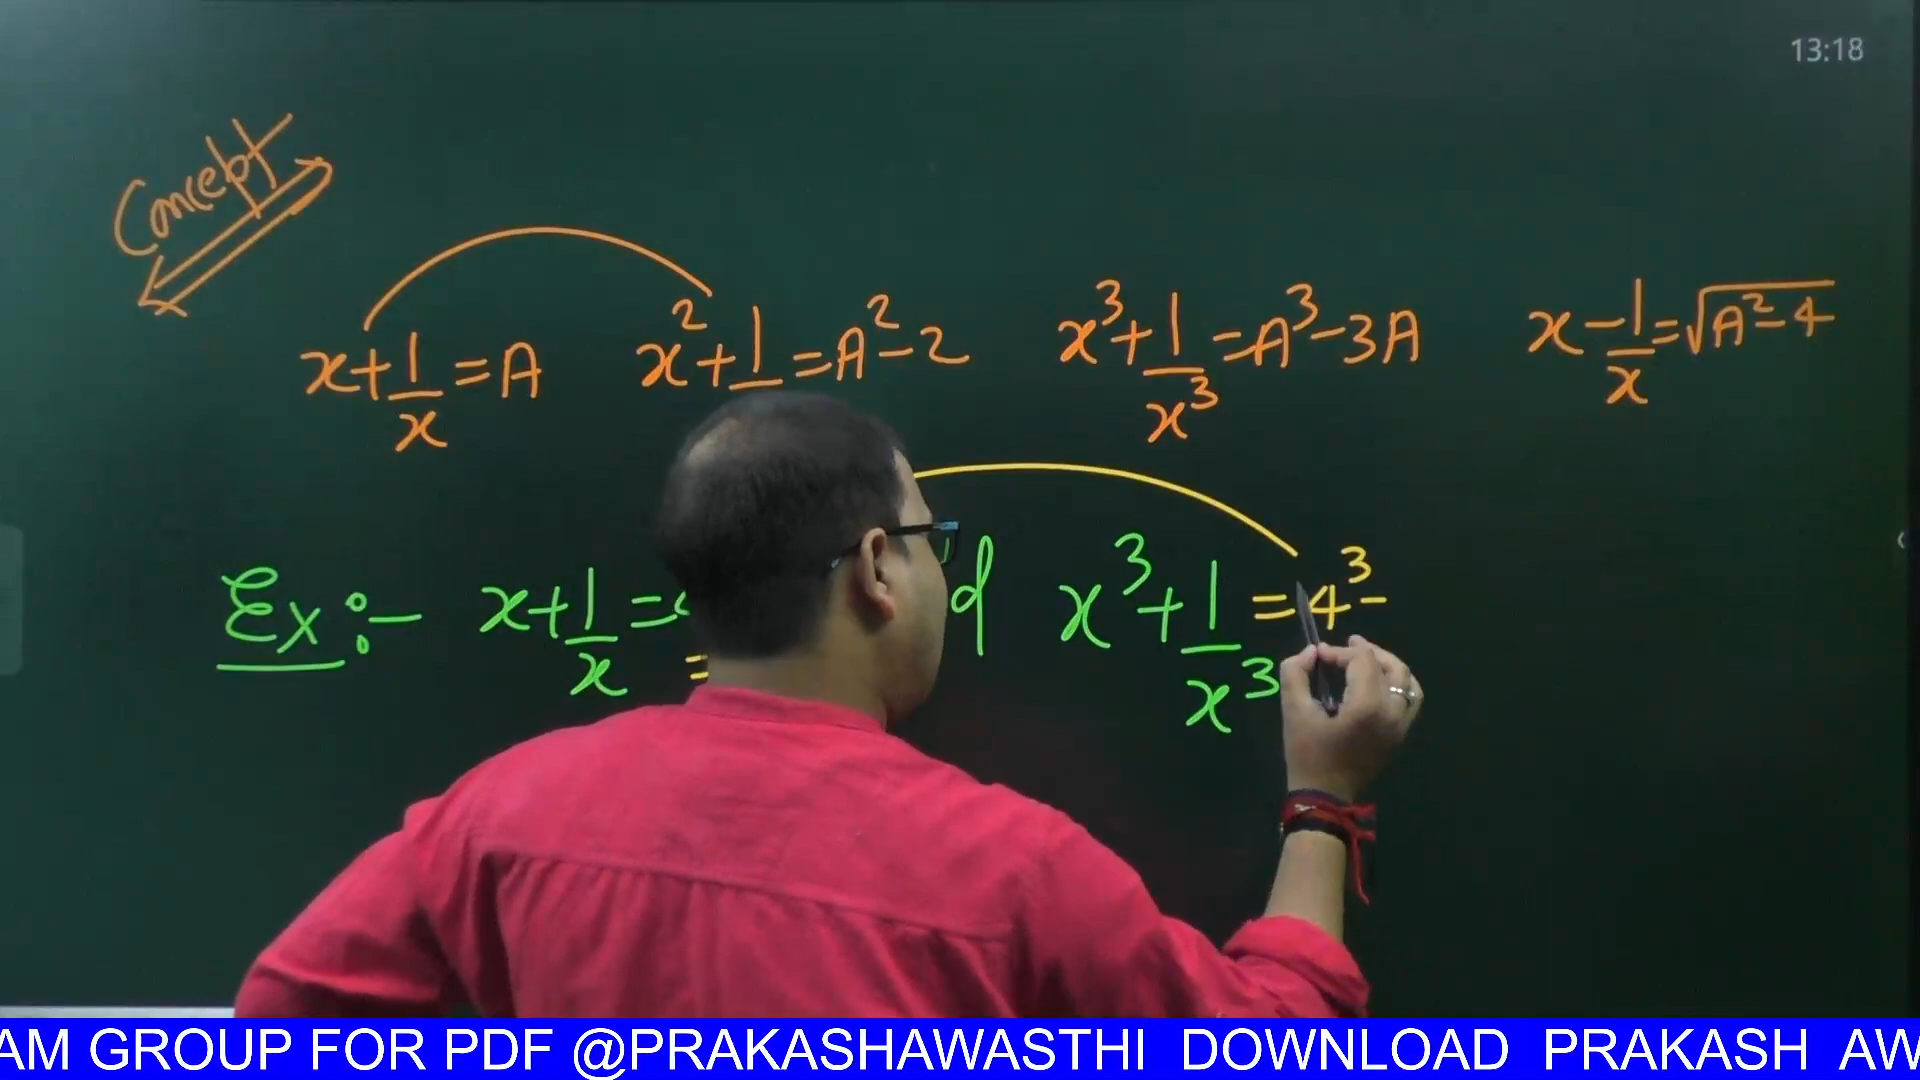 13:18
Concept
x+1/x=A x²+1/ =A²-2 x³+1/x³=A³-3A x-1/x=√A²-4
Ex:- x+1/x= d x³+1/x³ =4³-
=
AM GROUP FOR PDF @PRAKASHAWASTHI DOWNLOAD PRAKASH AW